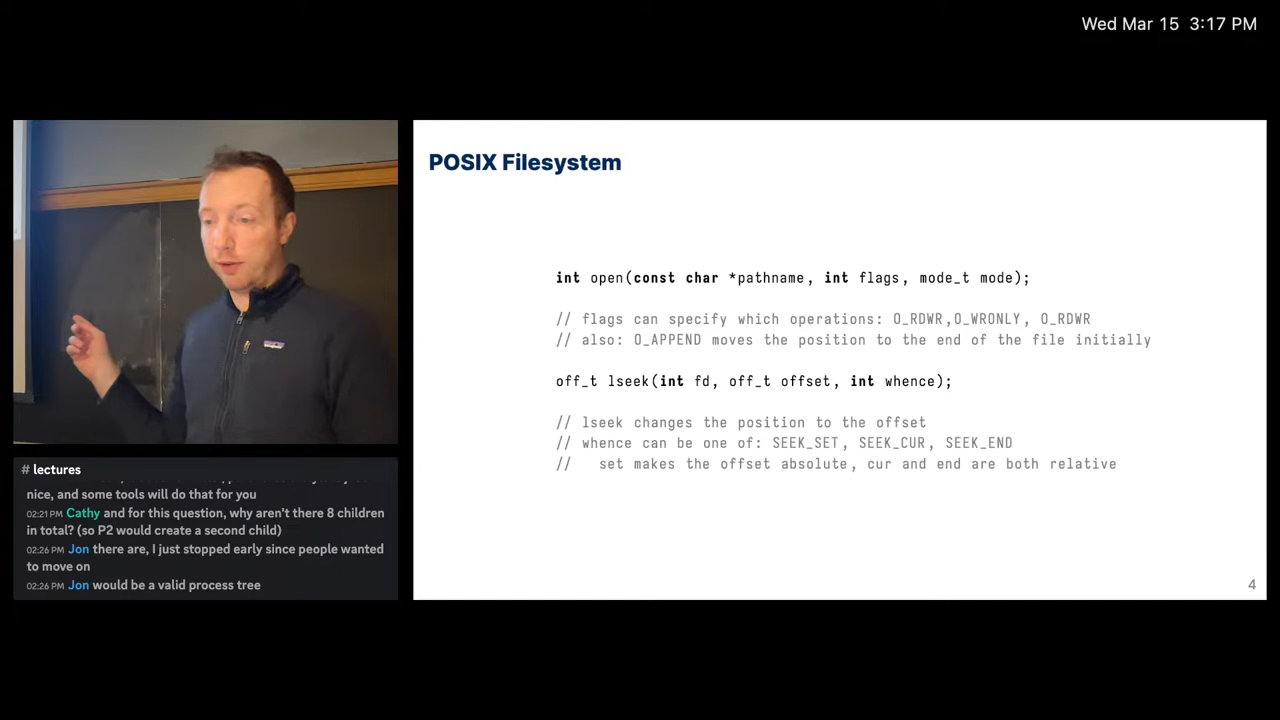 Wed Mar 15 3:17 PM
POSIX Filesystem
int open(const char *pathname, int flags, mode_t mode);
// flags can specify which operations: O_RDWR,O_WRONLY, O_RDWR
// also: O_APPEND moves the position to the end of the file initially
off_t lseek(int fd, off_t offset, int whence);
// lseek changes the position to the offset
// whence can be one of: SEEK_SET, SEEK_CUR, SEEK_END
// set makes the offset absolute, cur and end are both relative
4
# lectures
nice, and some tools will do that for you
02:21 PM Cathy and for this question, why aren't there 8 children
in total? (so P2 would create a second child)
02:26 PM Jon there are, I just stopped early since people wanted
to move on
02:26 PM Jon would be a valid process tree